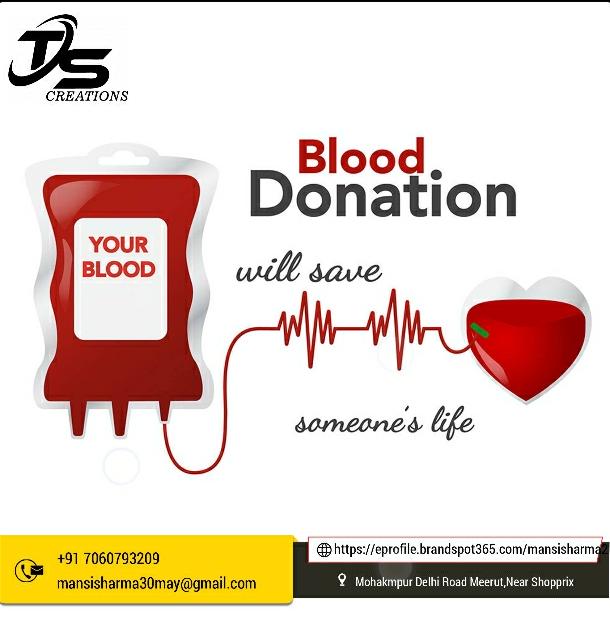 TS
CREATIONS
Blood
Donation
YOUR
BLOOD
will save
someone's life
+91 7060793209
mansisharma30may@gmail.com
https://eprofile.brandspot365.com/mansisharma2
Mohakmpur Delhi Road Meerut,Near Shopprix